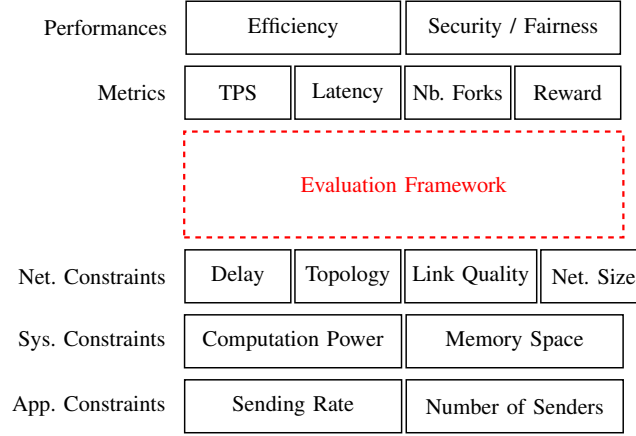 Performances Efficiency Security / Fairness
Metrics TPS Latency Nb. Forks Reward
Evaluation Framework
Net. Constraints Delay Topology Link Quality Net. Size
Sys. Constraints Computation Power Memory Space
App. Constraints Sending Rate Number of Senders